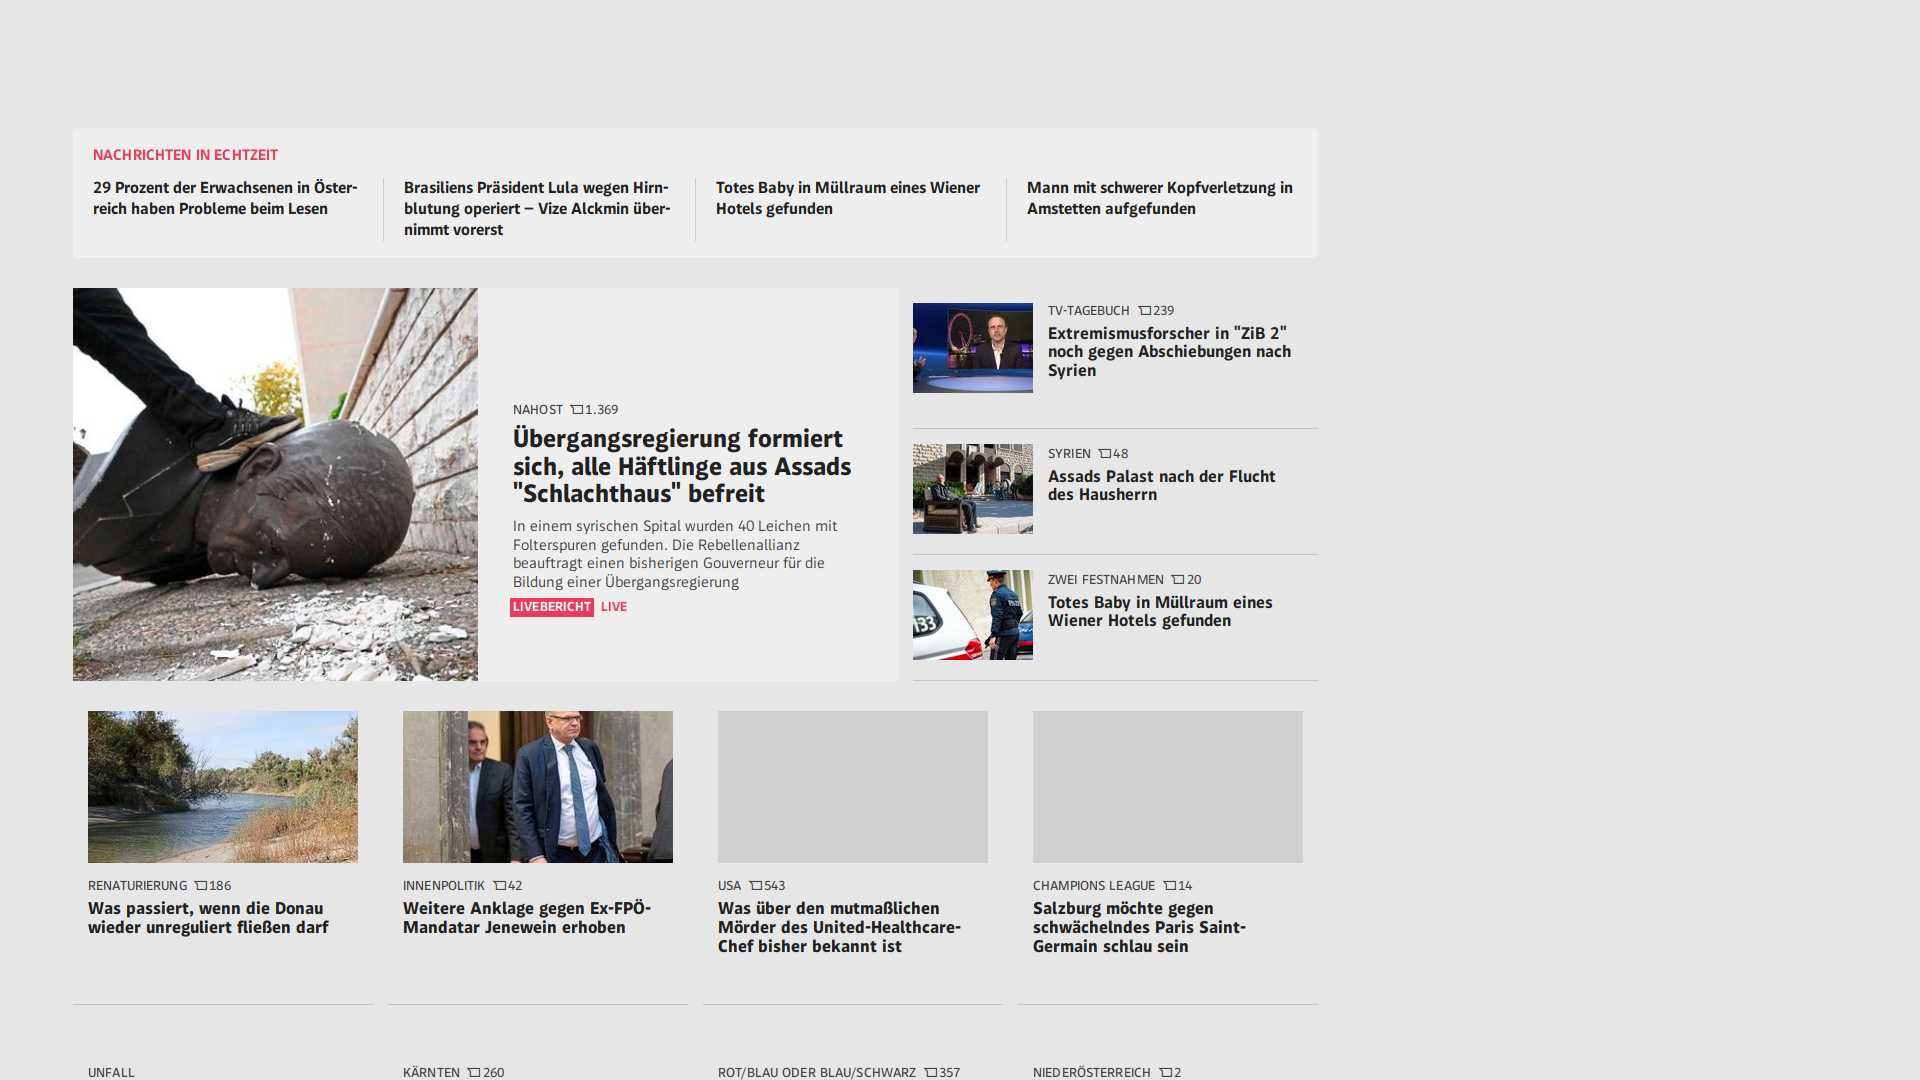 NACHRICHTEN IN ECHTZEIT
29 Prozent der Erwachsenen in Öster-
reich haben Probleme beim Lesen
Brasiliens Präsident Lula wegen Hirn-
blutung operiert – Vize Alckmin über-
nimmt vorerst
Totes Baby in Müllraum eines Wiener
Hotels gefunden
Mann mit schwerer Kopfverletzung in
Amstetten aufgefunden
NAHOST 1.369
Übergangsregierung formiert
sich, alle Häftlinge aus Assads
"Schlachthaus" befreit
In einem syrischen Spital wurden 40 Leichen mit
Folterspuren gefunden. Die Rebellenallianz
beauftragt einen bisherigen Gouverneur für die
Bildung einer Übergangsregierung
LIVEBERICHT LIVE
TV-TAGEBUCH 239
Extremismusforscher in "ZiB 2"
noch gegen Abschiebungen nach
Syrien
SYRIEN 48
Assads Palast nach der Flucht
des Hausherrn
133
ZWEI FESTNAHMEN 20
Totes Baby in Müllraum eines
Wiener Hotels gefunden
RENATURIERUNG 186
Was passiert, wenn die Donau
wieder unreguliert fließen darf
INNENPOLITIK 42
Weitere Anklage gegen Ex-FPÖ-
Mandatar Jenewein erhoben
USA 543
Was über den mutmaßlichen
Mörder des United-Healthcare-
Chef bisher bekannt ist
CHAMPIONS LEAGUE 14
Salzburg möchte gegen
schwächelndes Paris Saint-
Germain schlau sein
UNFALL
KÄRNTEN 260
ROT/BLAU ODER BLAU/SCHWARZ 357
NIEDERÖSTERREICH 2